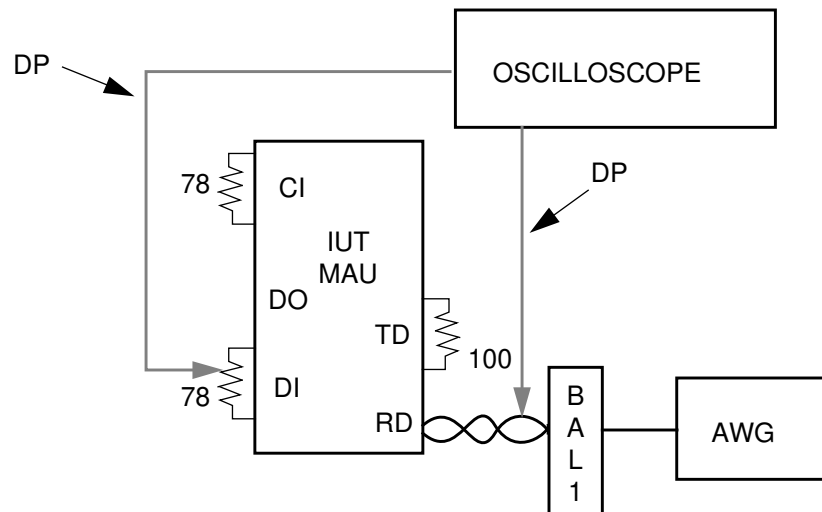 DP
OSCILLOSCOPE
DP
78
CI
IUT
MAU
DO
TD
100
78
DI
RD
B
A
L
1
AWG